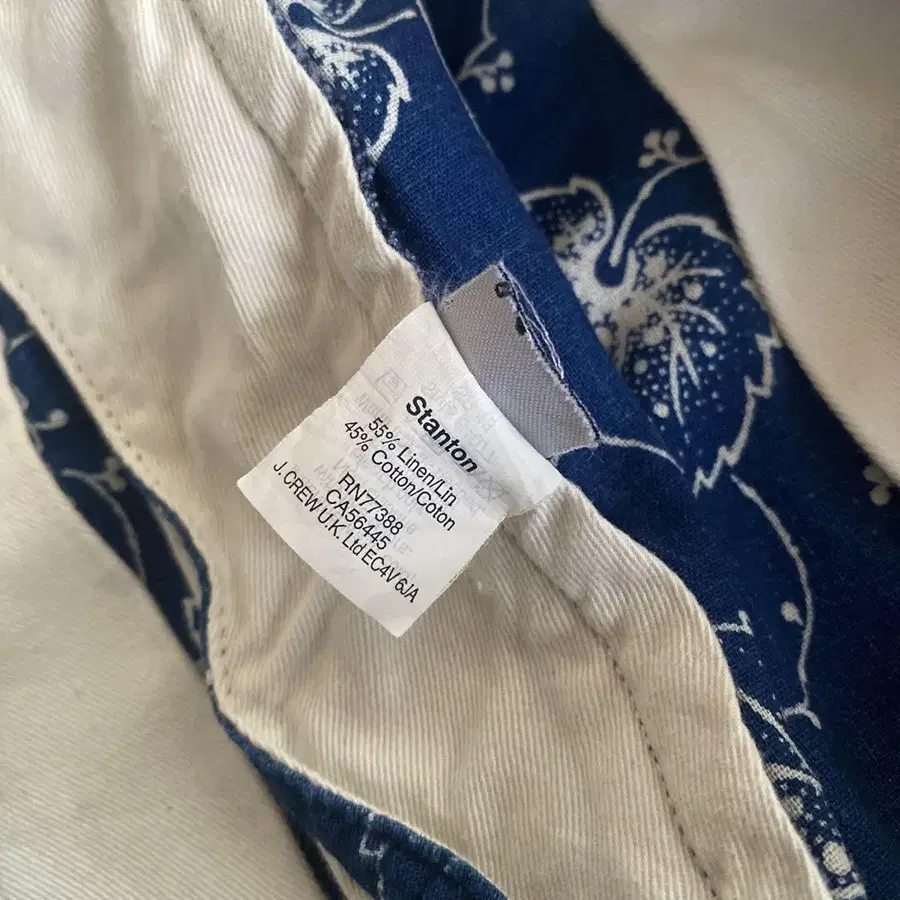 Stanton
55% Linen/Lin
45% Cotton/Coton
RN77388
CA56445
J. CREW U.K. Ltd EC4V 6JA